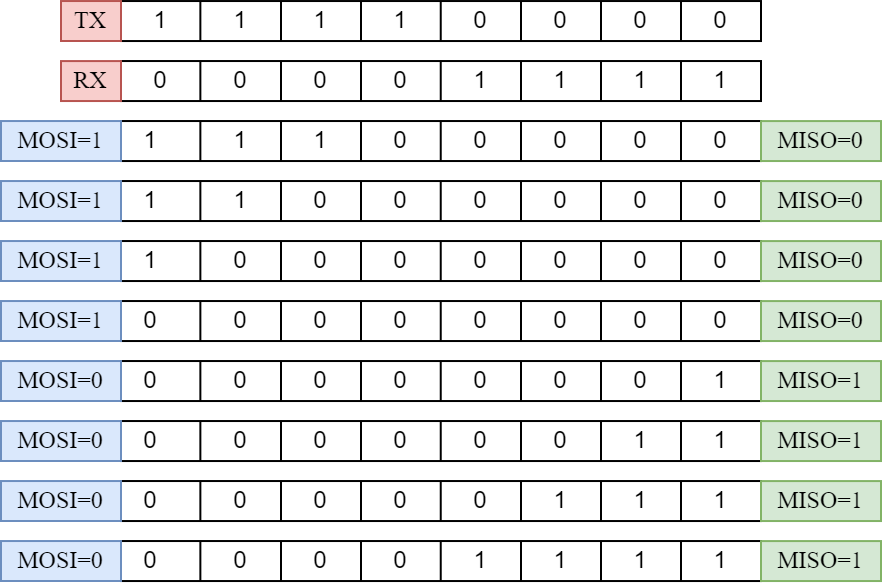 TX 1 1 1 1 0 0 0 0
RX 0 0 0 0 1 1 1 1
MOSI=1 1 1 1 0 0 0 0 0 MISO=0
MOSI=1 1 1 0 0 0 0 0 0 MISO=0
MOSI=1 1 0 0 0 0 0 0 0 MISO=0
MOSI=1 0 0 0 0 0 0 0 0 MISO=0
MOSI=0 0 0 0 0 0 0 0 1 MISO=1
MOSI=0 0 0 0 0 0 0 1 1 MISO=1
MOSI=0 0 0 0 0 0 1 1 1 MISO=1
MOSI=0 0 0 0 0 1 1 1 1 MISO=1